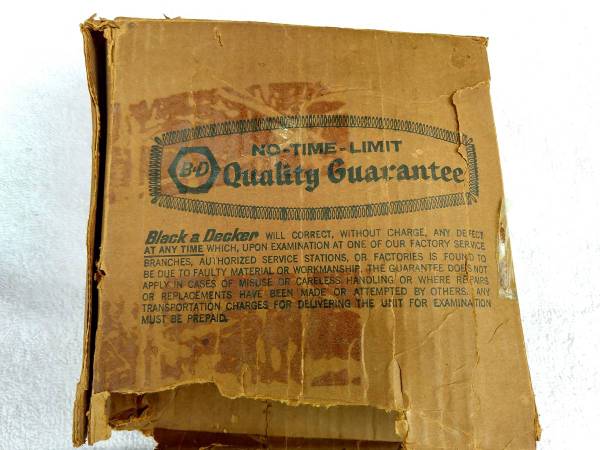 NO-TIME-LIMIT
B·D Quality Guarantee
Black & Decker WILL CORRECT, WITHOUT CHARGE, ANY DEFECT
AT ANY TIME WHICH, UPON EXAMINATION AT ONE OF OUR FACTORY SERVICE
BRANCHES, AUTHORIZED SERVICE STATIONS, OR FACTORIES IS FOUND TO
BE DUE TO FAULTY MATERIAL OR WORKMANSHIP. THE GUARANTEE DOES NOT
APPLY IN CASES OF MISUSE OR CARELESS HANDLING OR WHERE REPAIRS
OR REPLACEMENTS HAVE BEEN MADE OR ATTEMPTED BY OTHERS. ANY
TRANSPORTATION CHARGES FOR DELIVERING THE UNIT FOR EXAMINATION
MUST BE PREPAID.